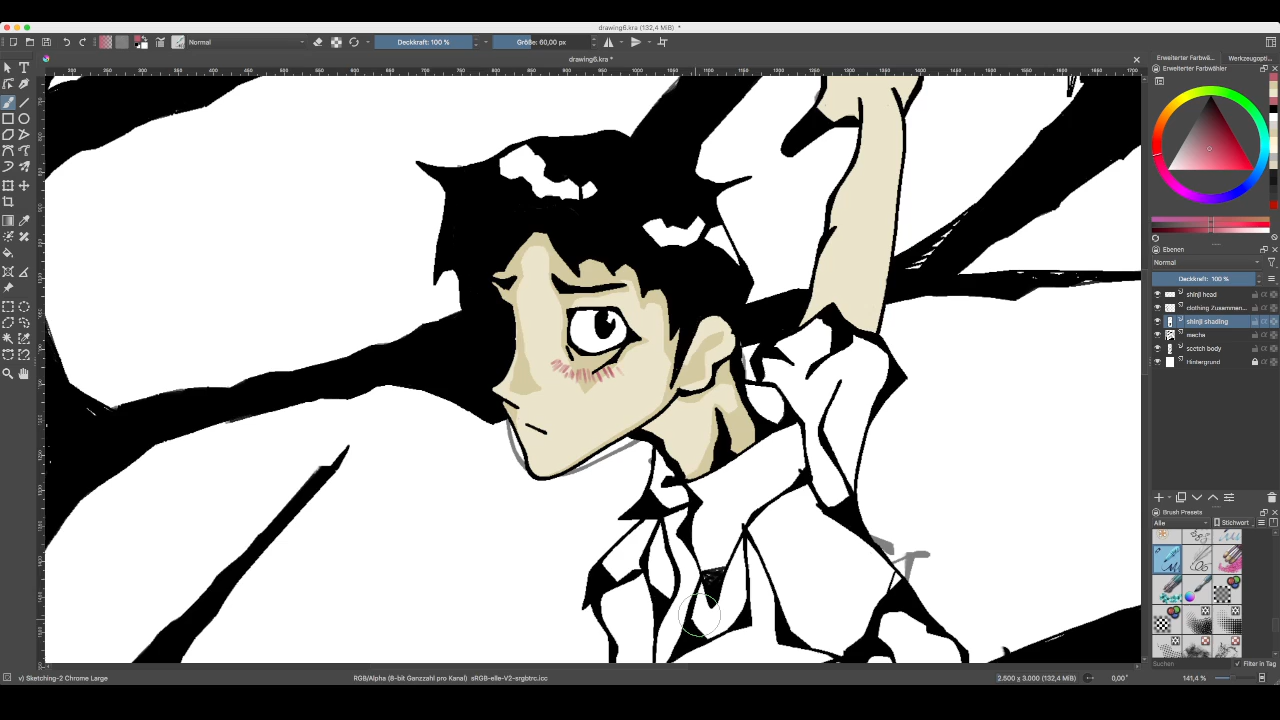 drawing6.kra (132,4 MiB) *
Normal
Deckkraft: 100 %
Größe: 60,00 px
drawing6.kra *
Erweiterter Farbwä...
Werkzeugopti...
Erweiterter Farbwähler
Ebenen
Normal
Deckkraft: 100 %
shinji head
clothing Zusammen...
shinji shading
mecha
scetch body
Hintergrund
Brush Presets
Alle
Stichwort
Suchen
Filter in Tag
v) Sketching-2 Chrome Large
RGB/Alpha (8-bit Ganzzahl pro Kanal) sRGB-elle-V2-srgbtrc.icc
2.500 x 3.000 (132,4 MiB)
0,00°
141,4 %